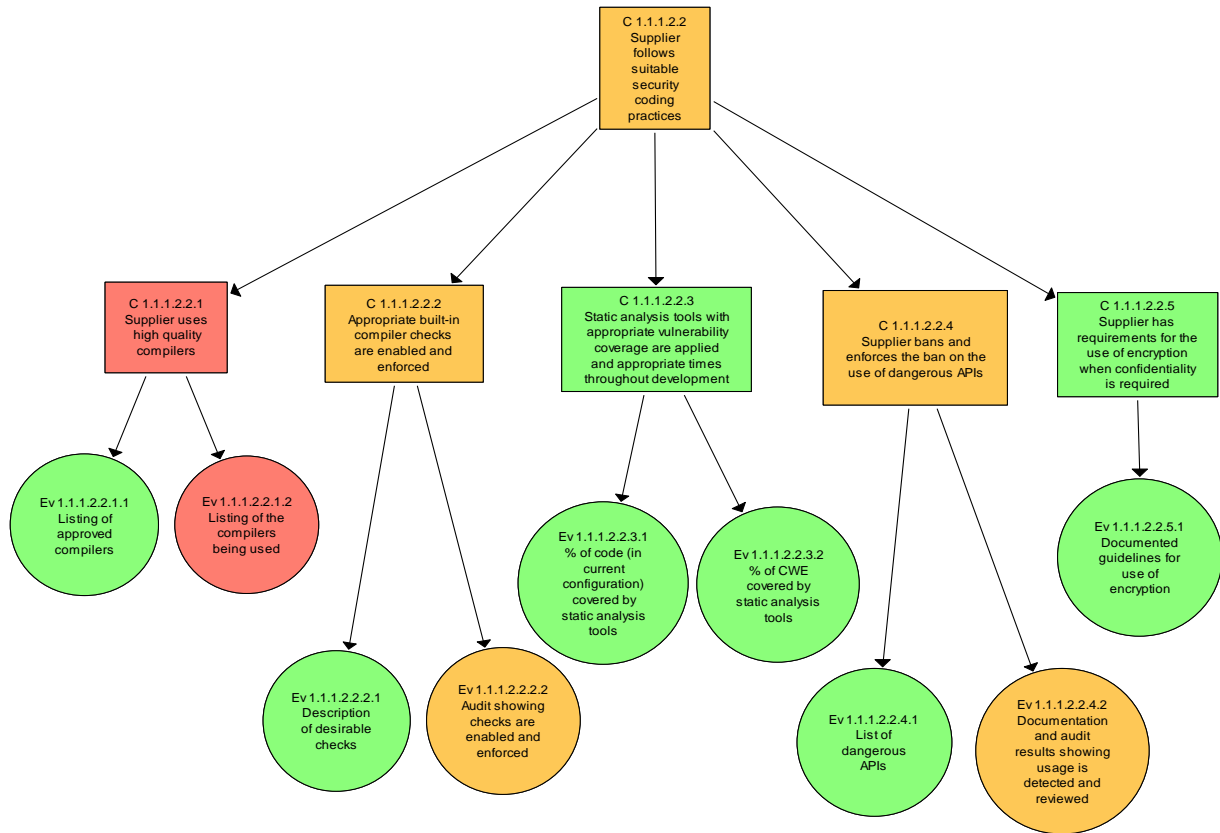 C 1.1.1.2.2
Supplier
follows
suitable
security
coding
practices
C 1.1.1.2.2.1
Supplier uses
high quality
compilers
C 1.1.1.2.2.2
Appropriate built-in
compiler checks
are enabled and
enforced
C 1.1.1.2.2.3
Static analysis tools with
appropriate vulnerability
coverage are applied
and appropriate times
throughout development
C 1.1.1.2.2.4
Supplier bans and
enforces the ban on the
use of dangerous APIs
C 1.1.1.2.2.5
Supplier has
requirements for the
use of encryption
when confidentiality
is required
Ev 1.1.1.2.2.1.1
Listing of
approved
compilers
Ev 1.1.1.2.2.1.2
Listing of the
compilers
being used
Ev 1.1.1.2.2.3.1
% of code (in
current
configuration)
covered by
static analysis
tools
Ev 1.1.1.2.2.3.2
% of CWE
covered by
static analysis
tools
Ev 1.1.1.2.2.5.1
Documented
guidelines for
use of
encryption
Ev 1.1.1.2.2.2.1
Description
of desirable
checks
Ev 1.1.1.2.2.2.2
Audit showing
checks are
enabled and
enforced
Ev 1.1.1.2.2.4.1
List of
dangerous
APIs
Ev 1.1.1.2.2.4.2
Documentation
and audit
results showing
usage is
detected and
reviewed